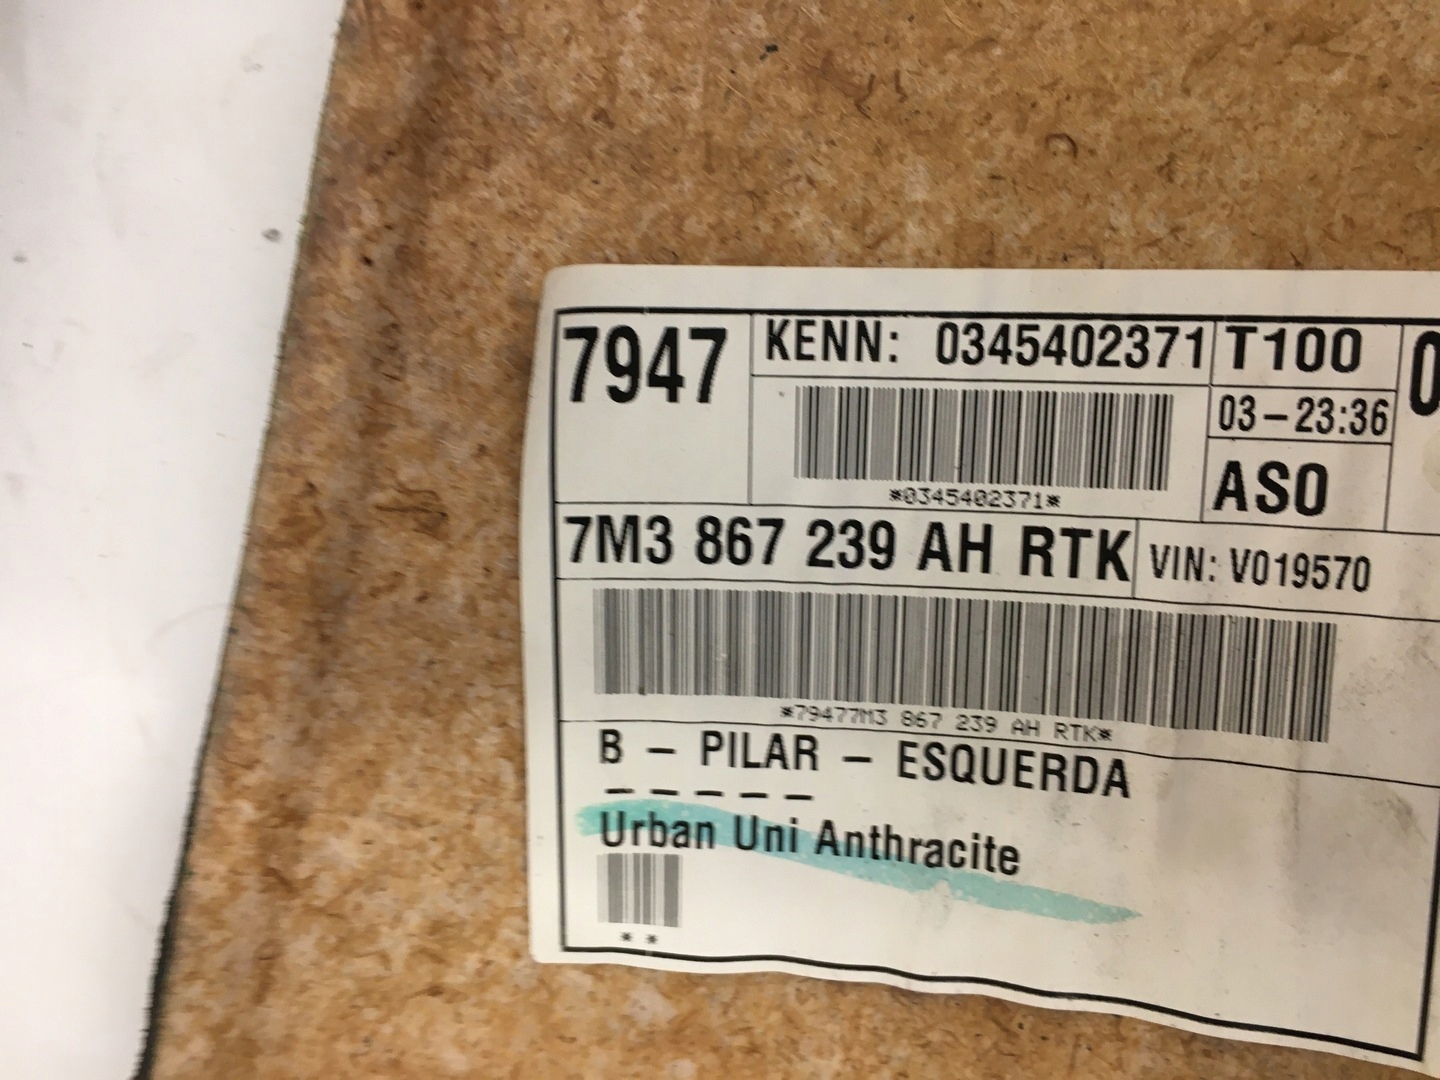 7947
KENN: 0345402371
T100
*0345402371*
03-23:36
ASO
7M3 867 239 AH RTK
VIN: V019570
*79477M3 867 239 AH RTK*
B - PILAR - ESQUERDA
- - - - -
Urban Uni Anthracite
* *